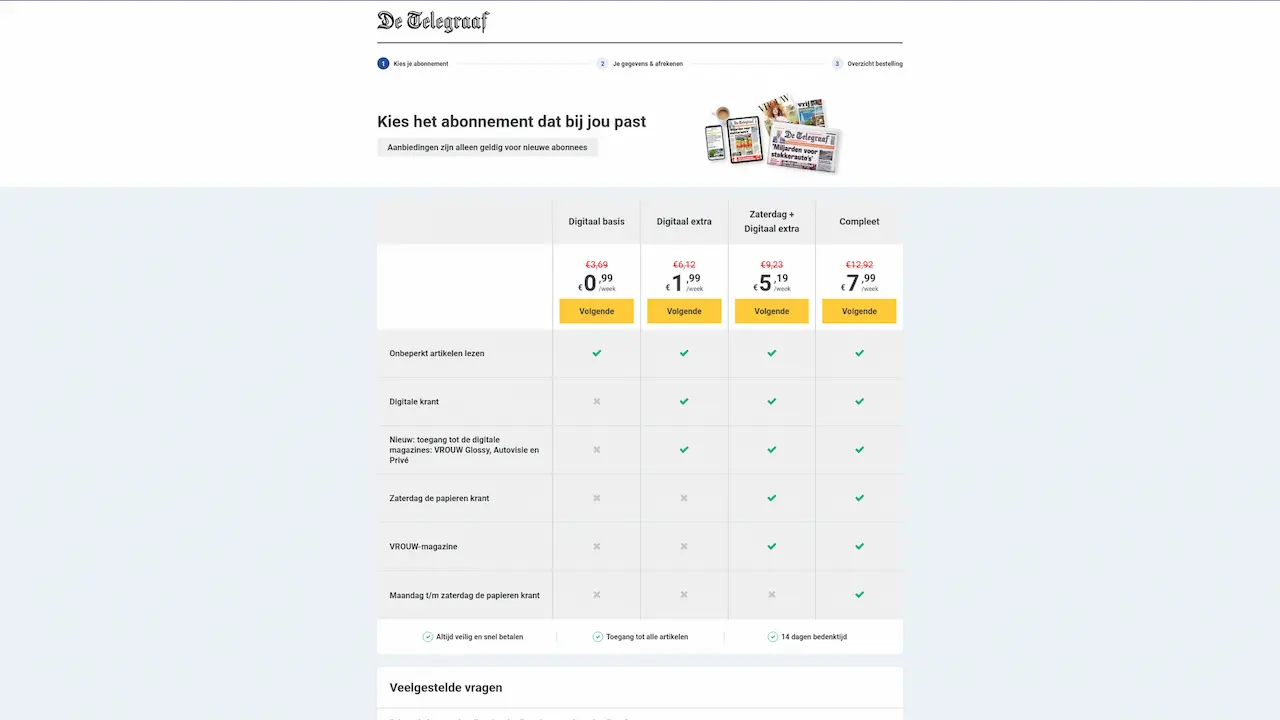 De Telegraaf
1 Kies je abonnement 2 Je gegevens & afrekenen 3 Overzicht bestelling
Kies het abonnement dat bij jou past
Aanbiedingen zijn alleen geldig voor nieuwe abonnees
VROUW
vrij
De Telegraaf
'Miljarden voor
stekkerauto's'
Digitaal basis
Digitaal extra
Zaterdag +
Digitaal extra
Compleet
€3,69 €6,12 €9,23 €12,92
€ 0,99 /week € 1,99 /week € 5,19 /week € 7,99 /week
Volgende Volgende Volgende Volgende
Onbeperkt artikelen lezen
Digitale krant
Nieuw: toegang tot de digitale
magazines: VROUW Glossy, Autovisie en
Privé
Zaterdag de papieren krant
VROUW-magazine
Maandag t/m zaterdag de papieren krant
Altijd veilig en snel betalen Toegang tot alle artikelen 14 dagen bedenktijd
Veelgestelde vragen